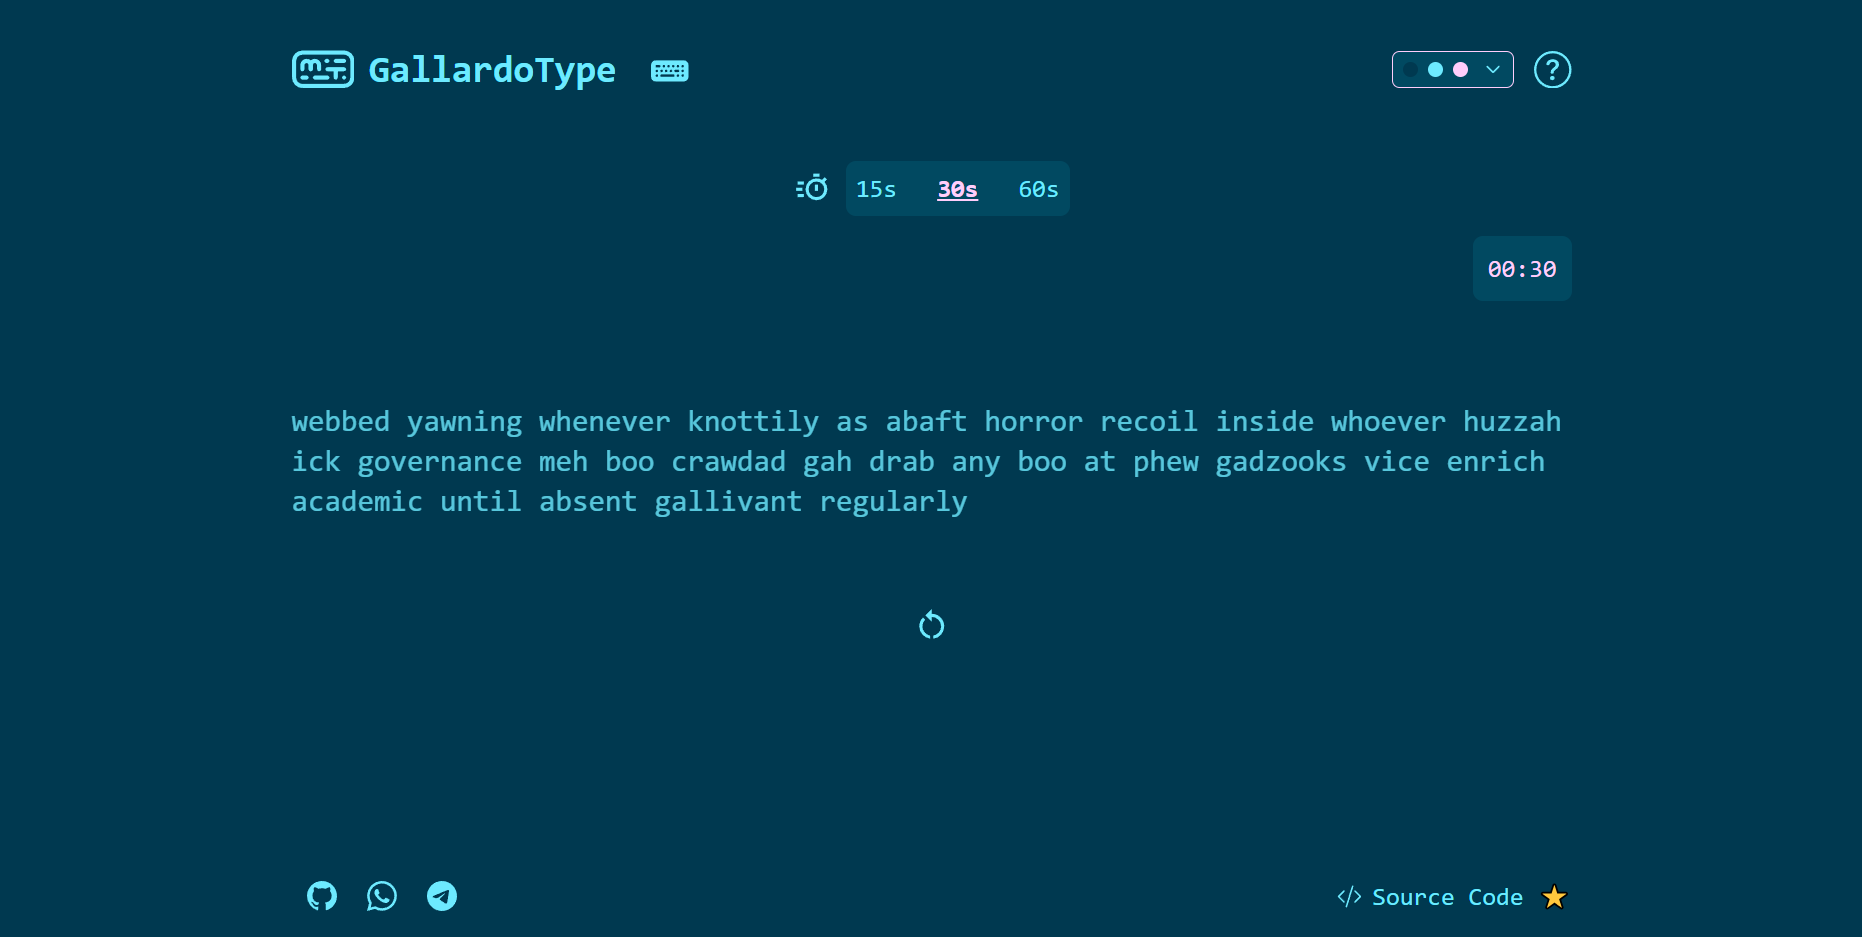 GallardoType
15s 30s 60s
00:30
webbed yawning whenever knottily as abaft horror recoil inside whoever huzzah
ick governance meh boo crawdad gah drab any boo at phew gadzooks vice enrich
academic until absent gallivant regularly
</> Source Code